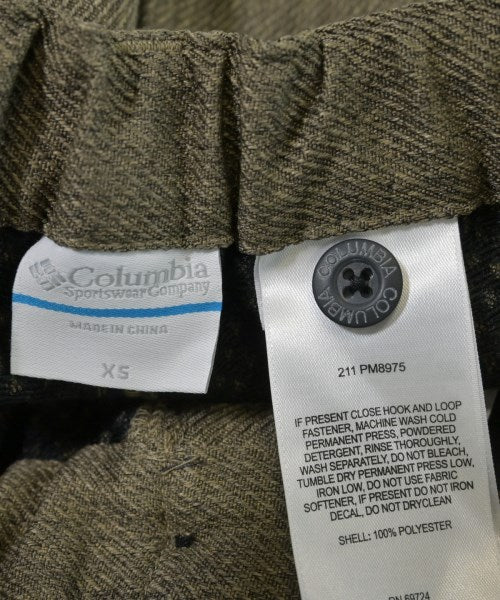 Columbia
Sportswear Company
MADE IN CHINA
XS
COLUMBIA
COLUMBIA
211 PM8975
IF PRESENT CLOSE HOOK AND LOOP
FASTENER, MACHINE WASH COLD
PERMANENT PRESS, POWDERED
DETERGENT, RINSE THOROUGHLY,
WASH SEPARATELY, DO NOT BLEACH,
TUMBLE DRY PERMANENT PRESS LOW,
IRON LOW, DO NOT USE FABRIC
SOFTENER, IF PRESENT DO NOT IRON
DECAL, DO NOT DRYCLEAN
SHELL: 100% POLYESTER
RN 69724